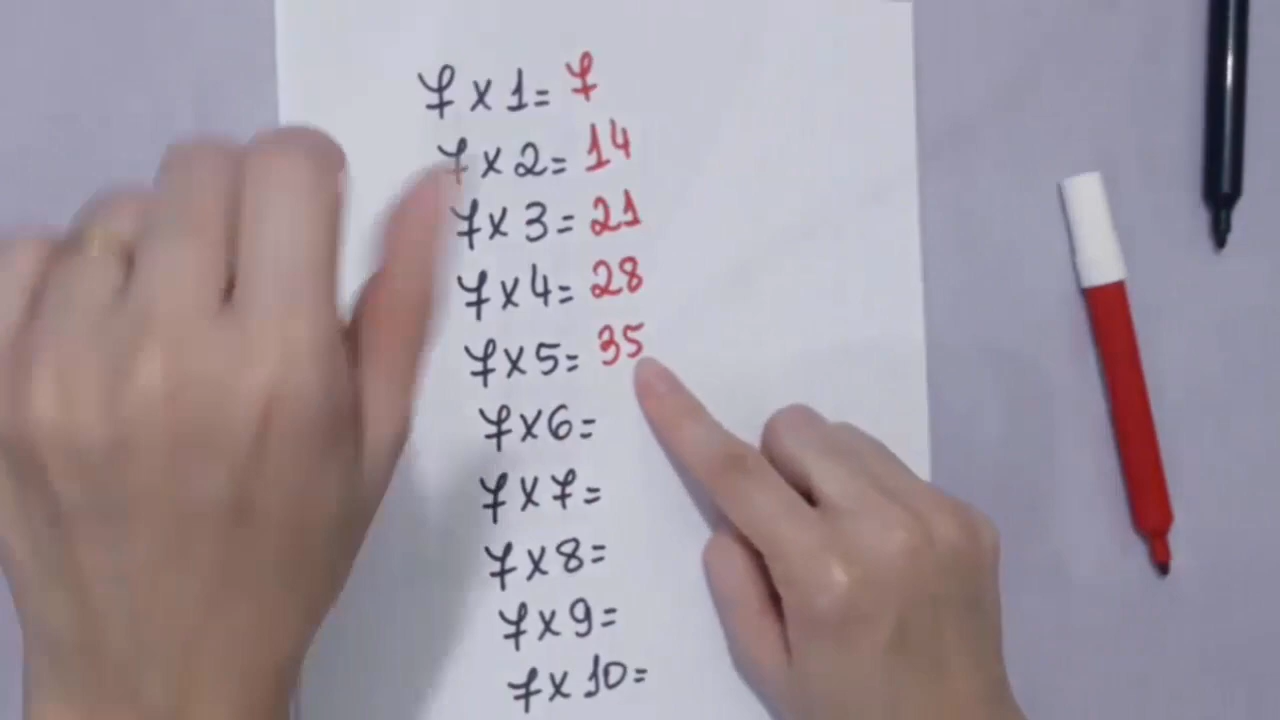 7 x 1 = 7
7 x 2 = 14
7 x 3 = 21
7 x 4 = 28
7 x 5 = 35
7 x 6 =
7 x 7 =
7 x 8 =
7 x 9 =
7 x 10 =